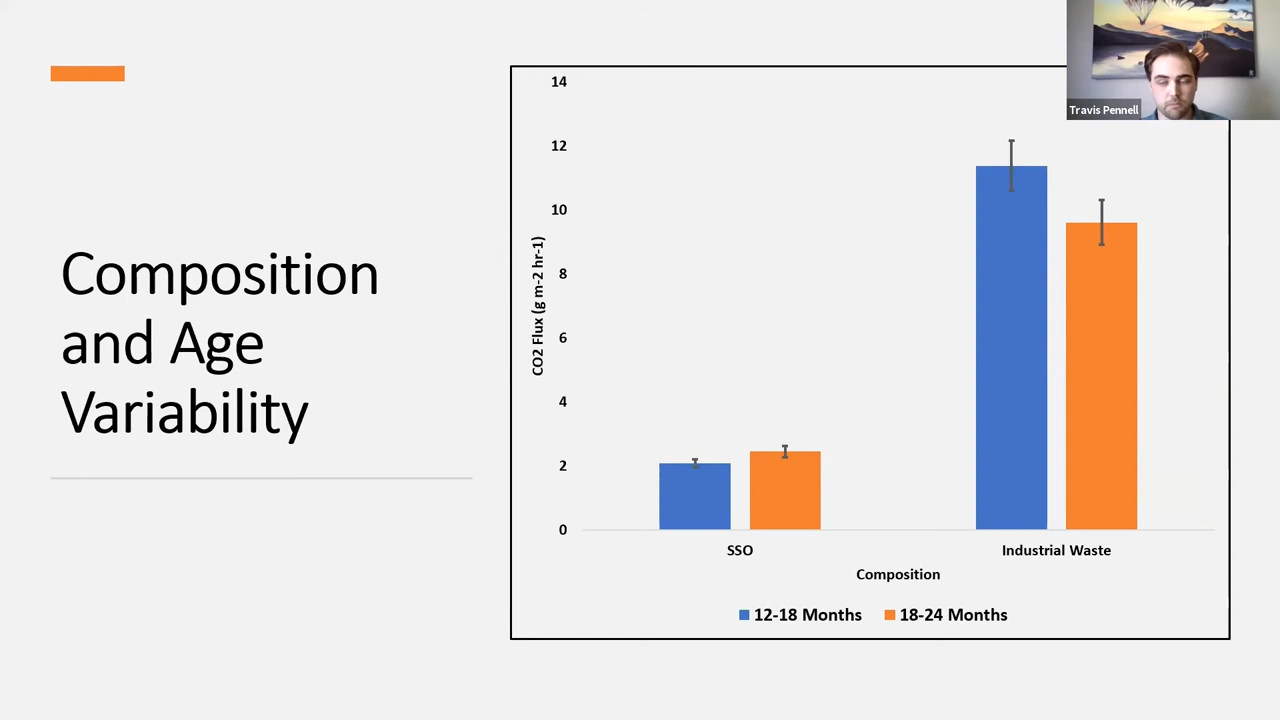 Composition
and Age
Variability
Travis Pennell
14
12
10
8
6
4
2
0
CO2 Flux (g m-2 hr-1)
SSO
Industrial Waste
Composition
12-18 Months
18-24 Months